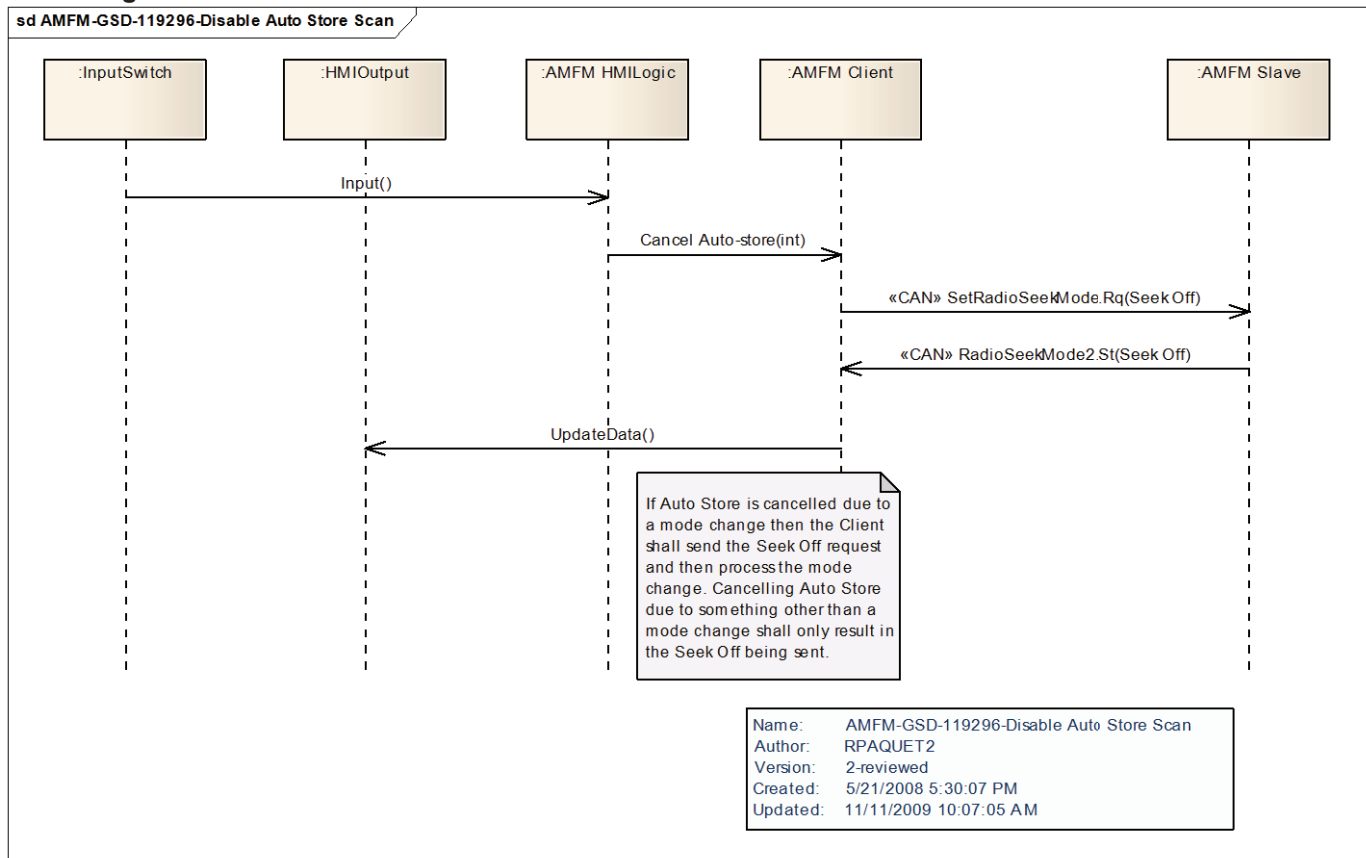 sd AMFM-GSD-119296-Disable Auto Store Scan
:InputSwitch
:HMIOutput
:AMFM HMILogic
:AMFM Client
:AMFM Slave
Input()
Cancel Auto-store(int)
«CAN» SetRadioSeekMode.Rq(Seek Off)
«CAN» RadioSeekMode2.St(Seek Off)
UpdateData()
If Auto Store is cancelled due to
a mode change then the Client
shall send the Seek Off request
and then process the mode
change. Cancelling Auto Store
due to something other than a
mode change shall only result in
the Seek Off being sent.
Name: AMFM-GSD-119296-Disable Auto Store Scan
Author: RPAQUET2
Version: 2-reviewed
Created: 5/21/2008 5:30:07 PM
Updated: 11/11/2009 10:07:05 AM